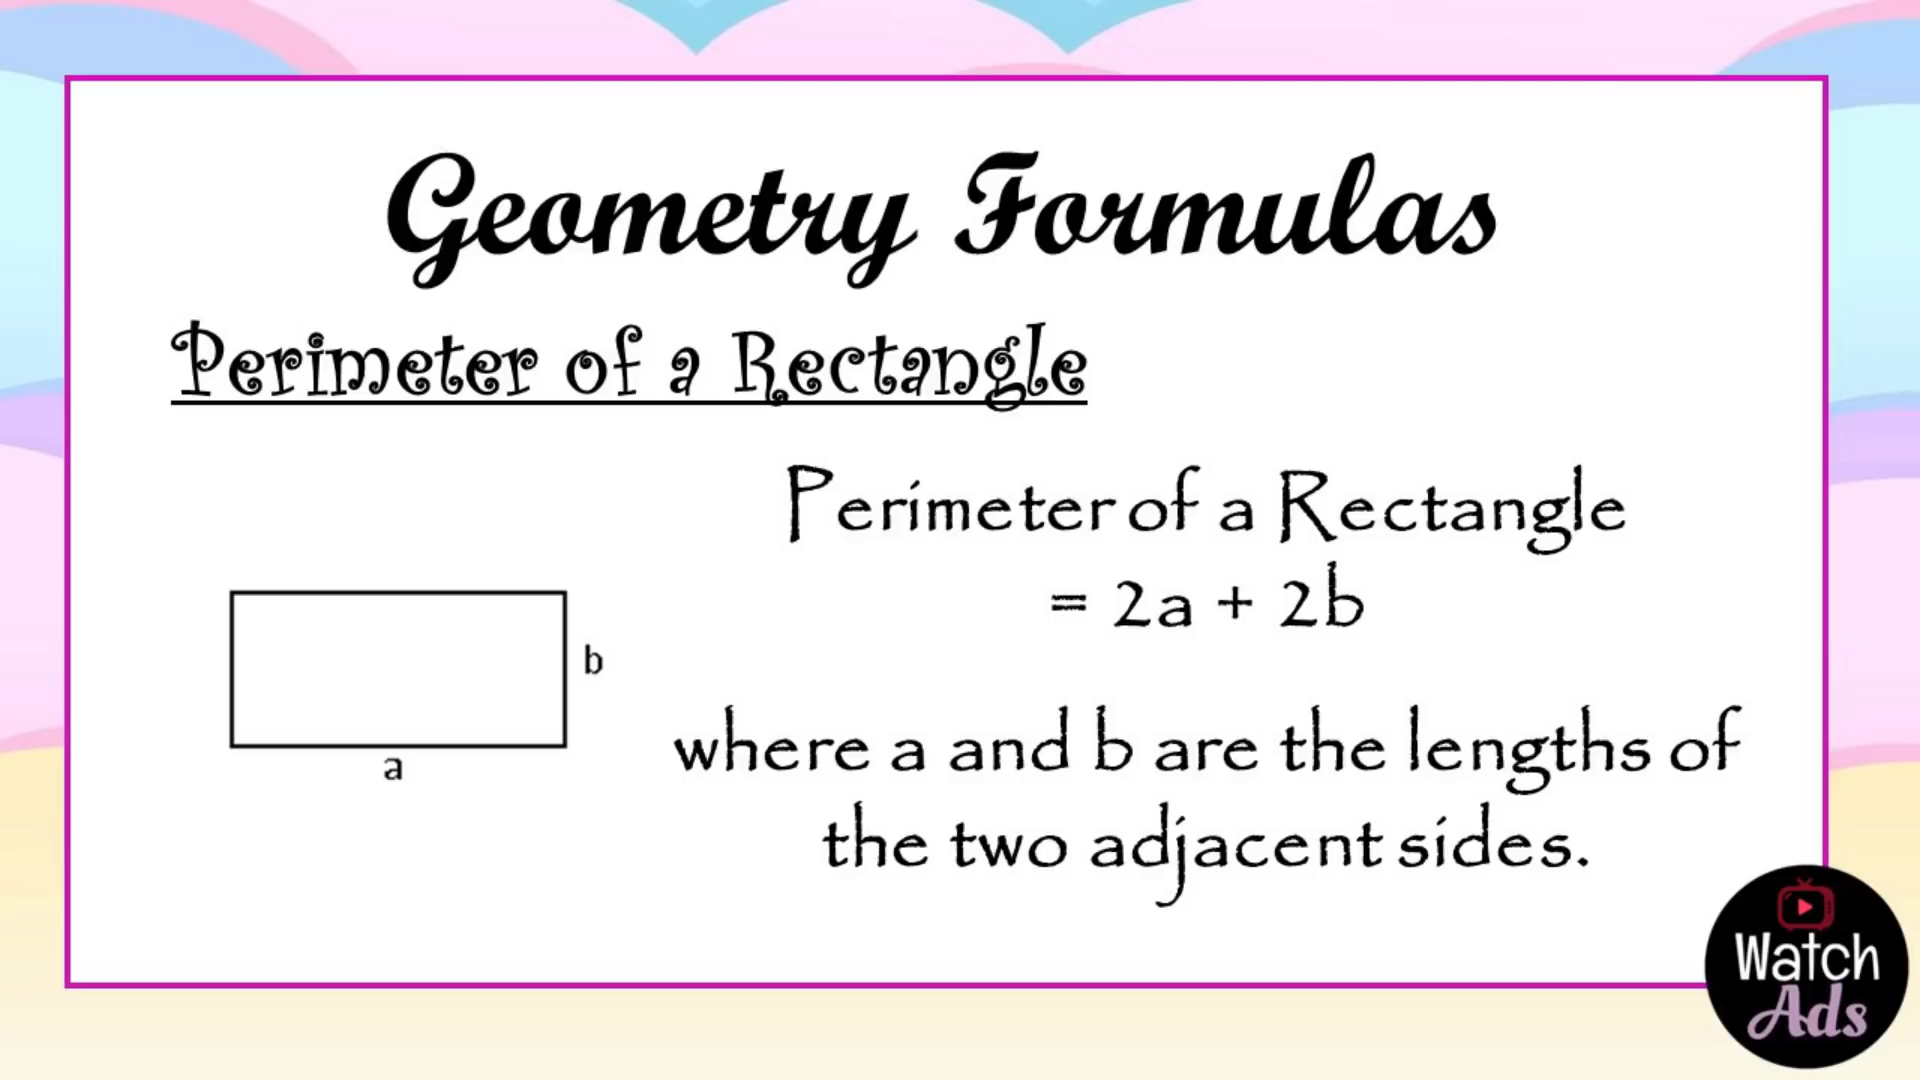 Geometry Formulas
Perimeter of a Rectangle
Perimeter of a Rectangle
= 2a + 2b
b
a
where a and b are the lengths of
the two adjacent sides.
Watch
Ads